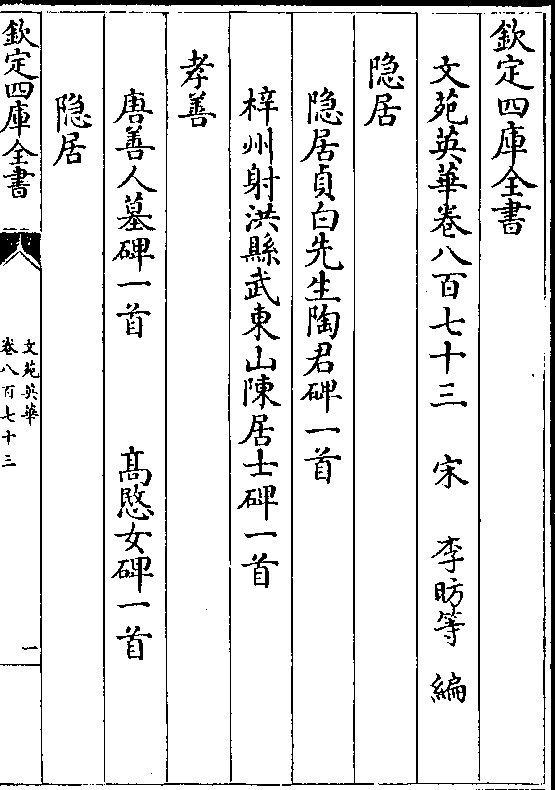 欽定四庫全書
文苑英華卷八百七十三 宋 李昉等 編
隐居
隐居貞白先生陶君碑一首
梓州射洪縣武東山陳居士碑一首
孝善
唐善人墓碑一首 髙愍女碑一首
隐居
欽定四庫全書
文苑英華
卷八百七十三
一